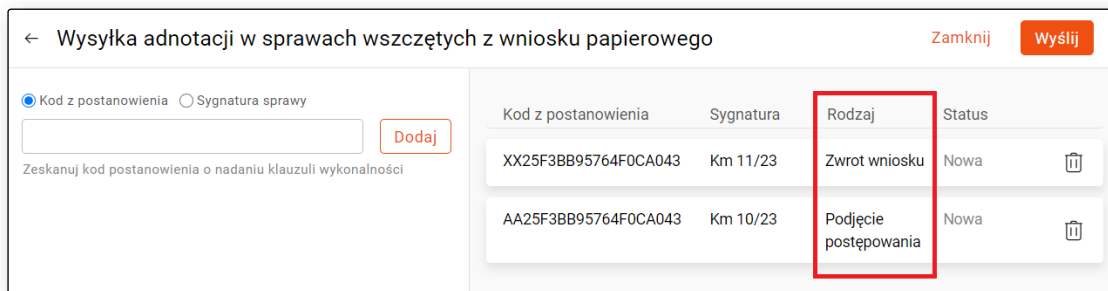 ← Wysyłka adnotacji w sprawach wszczętych z wniosku papierowego
Zamknij
Wyślij
Kod z postanowienia
Sygnatura sprawy
Dodaj
Zeskanuj kod postanowienia o nadaniu klauzuli wykonalności
Kod z postanowienia Sygnatura Rodzaj Status
XX25F3BB95764F0CA043 Km 11/23 Zwrot wniosku Nowa
AA25F3BB95764F0CA043 Km 10/23 Podjęcie Nowa
postępowania